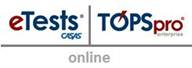 eTests® | TOPSpro®
CASAS enterprise
online